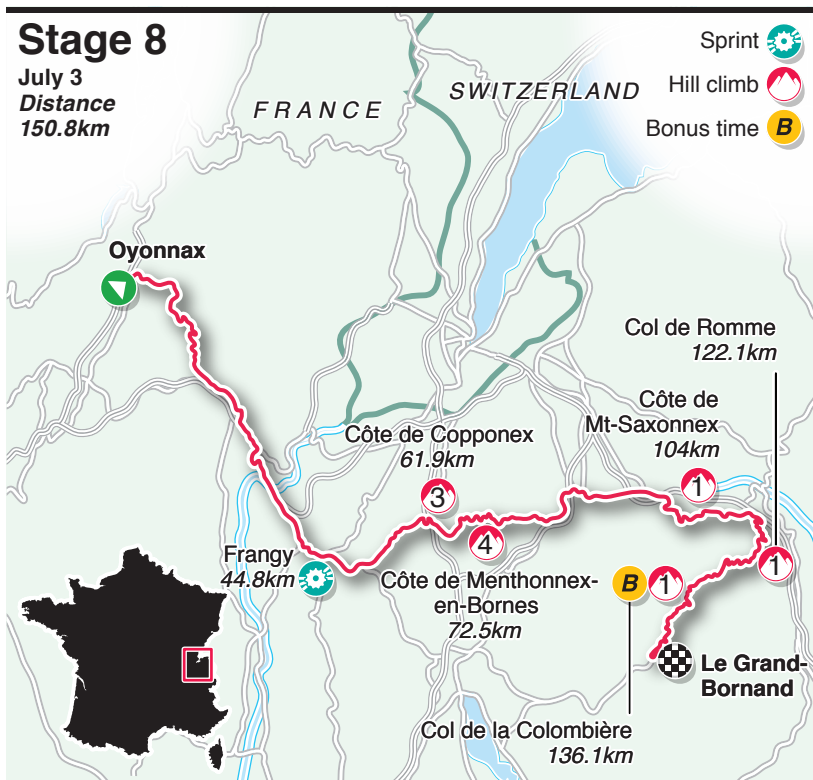 Stage 8
July 3
Distance
150.8km
Sprint
Hill climb
Bonus time B
FRANCE
SWITZERLAND
Oyonnax
Col de Romme
122.1km
Côte de
Mt-Saxonnex
104km
Côte de Copponex
61.9km
1
3
4
1
Frangy
44.8km
Côte de Menthonnex-
en-Bornes
72.5km
B 1
Le Grand-
Bornand
Col de la Colombière
136.1km